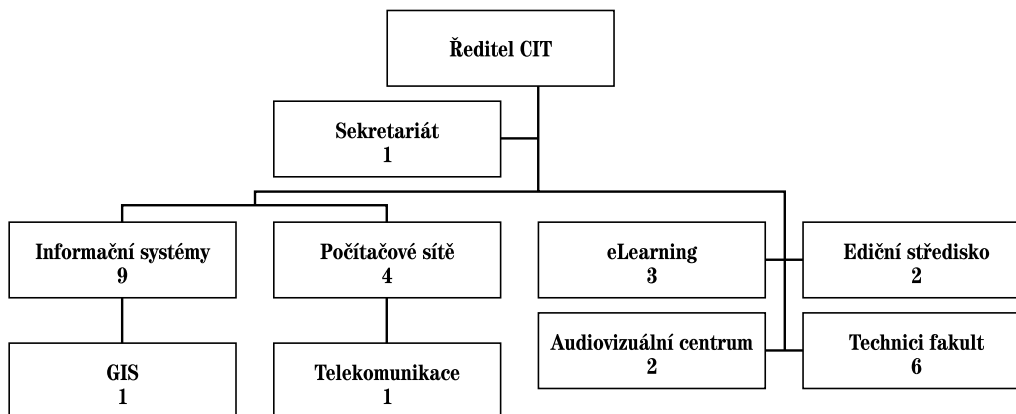 Ředitel CIT
Sekretariát
1
Informační systémy
9
Počítačové sítě
4
eLearning
3
Ediční středisko
2
GIS
1
Telekomunikace
1
Audiovizuální centrum
2
Technici fakult
6